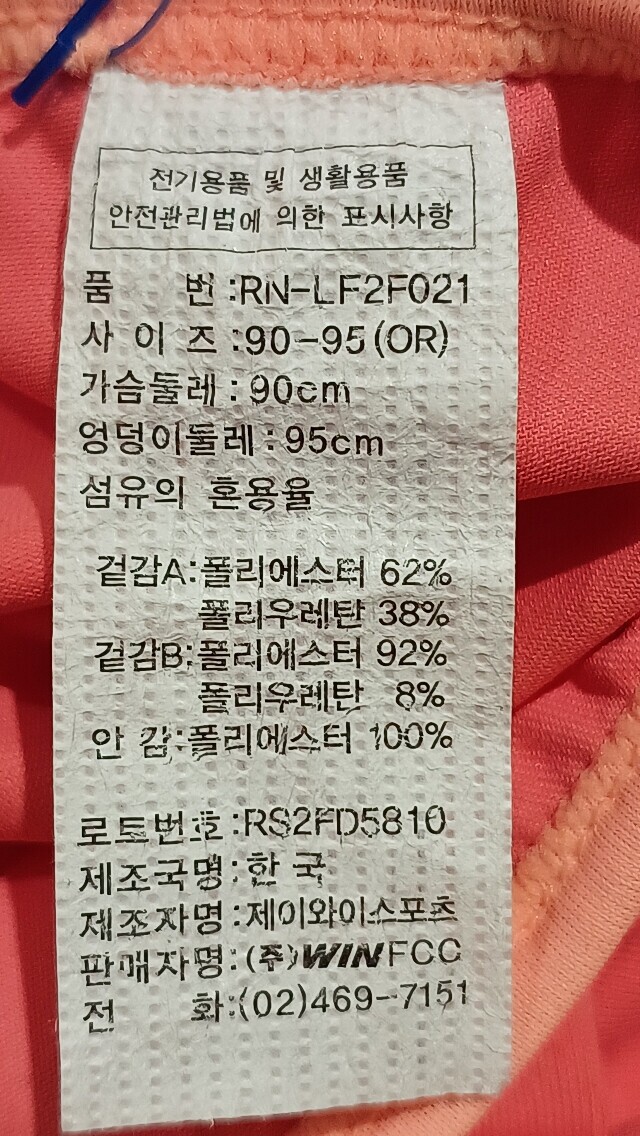 전기용품 및 생활용품
안전관리법에 의한 표시사항
품 번 :RN-LF2F021
사 이 즈 :90-95(OR)
가슴둘레 : 90cm
엉덩이둘레 : 95cm
섬유의 혼용율
겉감A:폴리에스터 62%
폴리우레탄 38%
겉감B:폴리에스터 92%
폴리우레탄 8%
안 감:폴리에스터 100%
로트번호 :RS2FD5810
제조국명 : 한 국
제조자명 : 제이와이스포츠
판매자명 : (주)WINFCC
전 화:(02)469-7151